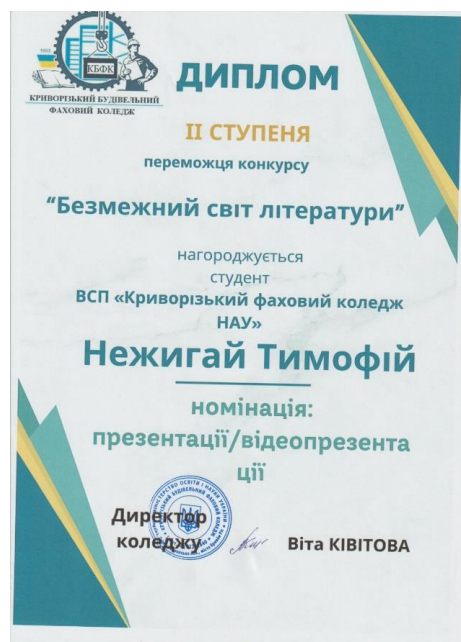 КБФК
КРИВОРІЗЬКИЙ БУДІВЕЛЬНИЙ
ФАХОВИЙ КОЛЕДЖ
ДИПЛОМ
ІІ СТУПЕНЯ
переможця конкурсу
“Безмежний світ літератури”
нагороджується
студент
ВСП «Криворізький фаховий коледж
НАУ»
Нежигай Тимофій
номінація:
презентації/відеопрезента
ції
Директор
коледжу
Віта КІВІТОВА